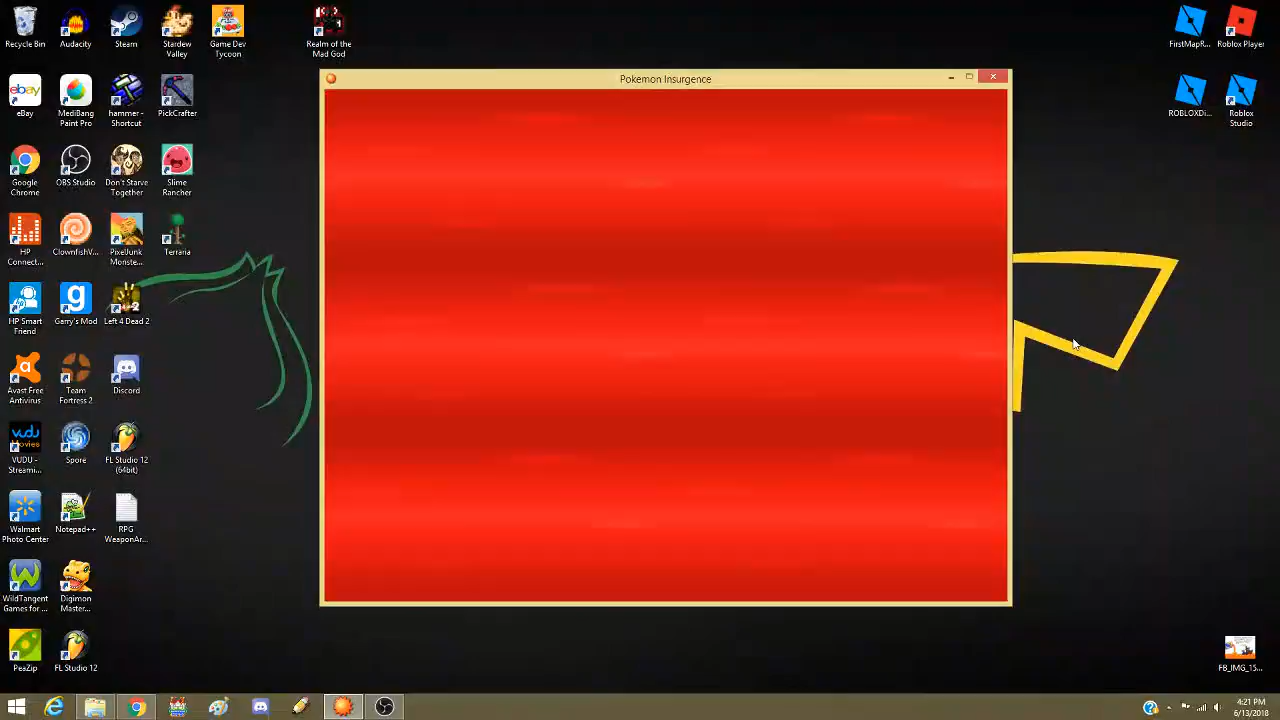 Recycle Bin
Audacity
Steam
Stardew
Valley
Game Dev
Tycoon
Realm of the
Mad God
FirstMapR...
Roblox Player
Pokemon Insurgence
ebay
eBay
MediBang
Paint Pro
hammer -
Shortcut
PickCrafter
ROBLOXDi...
Roblox
Studio
Google
Chrome
OBS Studio
Don't Starve
Together
Slime
Rancher
HP
Connect...
ClownfishV...
PixelJunk
Monste...
Terraria
HP Smart
Friend
g
Garry's Mod
2
Left 4 Dead 2
Avast Free
Antivirus
Team
Fortress 2
Discord
VUDU
MOVIES
VUDU -
Streami...
Spore
FL Studio 12
(64bit)
Walmart
Photo Center
Notepad++
RPG
WeaponAr...
WildTangent
Games for ...
Digimon
Master...
PeaZip
FL Studio 12
FB_IMG_15...
4:21 PM
6/13/2018